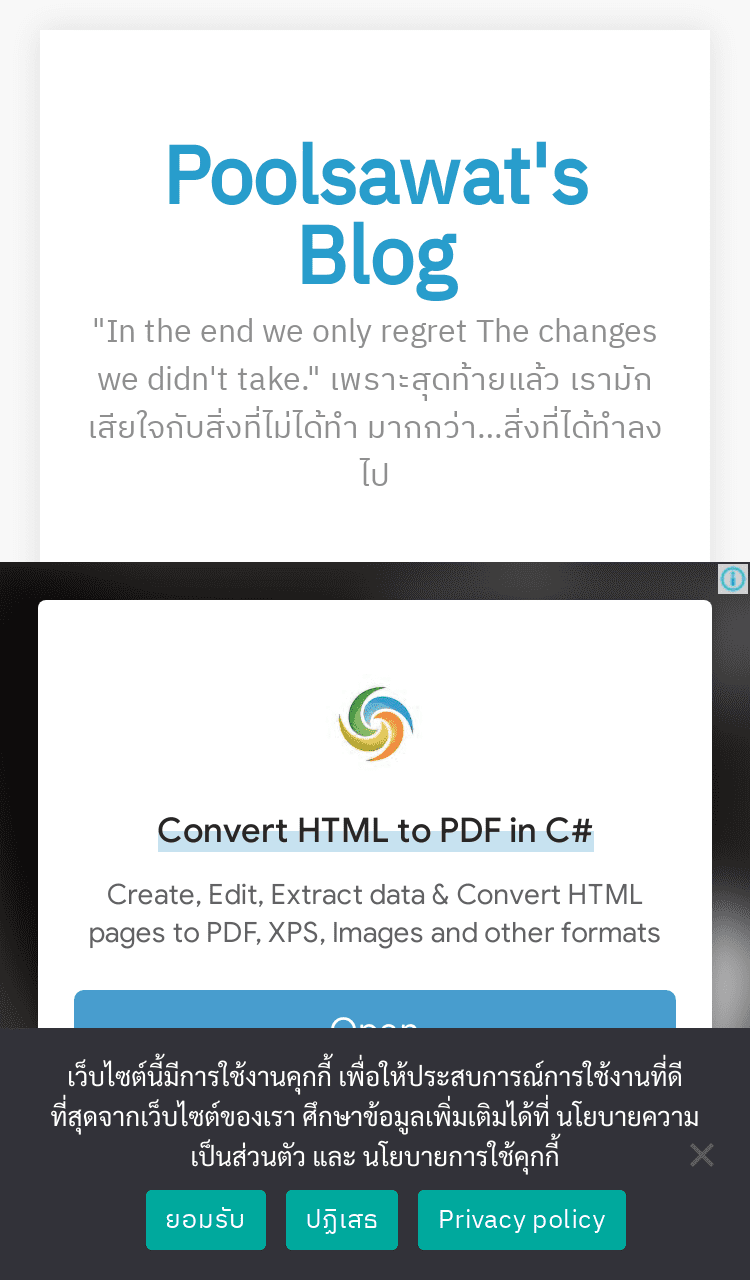 Poolsawat's
Blog
"In the end we only regret The changes
we didn't take." เพราะสุดท้ายแล้ว เรามัก
เสียใจกับสิ่งที่ไม่ได้ทำ มากกว่า...สิ่งที่ได้ทำลง
ไป
Convert HTML to PDF in C#
Create, Edit, Extract data & Convert HTML
pages to PDF, XPS, Images and other formats
Open
เว็บไซต์นี้มีการใช้งานคุกกี้ เพื่อให้ประสบการณ์การใช้งานที่ดี
ที่สุดจากเว็บไซต์ของเรา ศึกษาข้อมูลเพิ่มเติมได้ที่ นโยบายความ
เป็นส่วนตัว และ นโยบายการใช้คุกกี้
ยอมรับ ปฏิเสธ Privacy policy